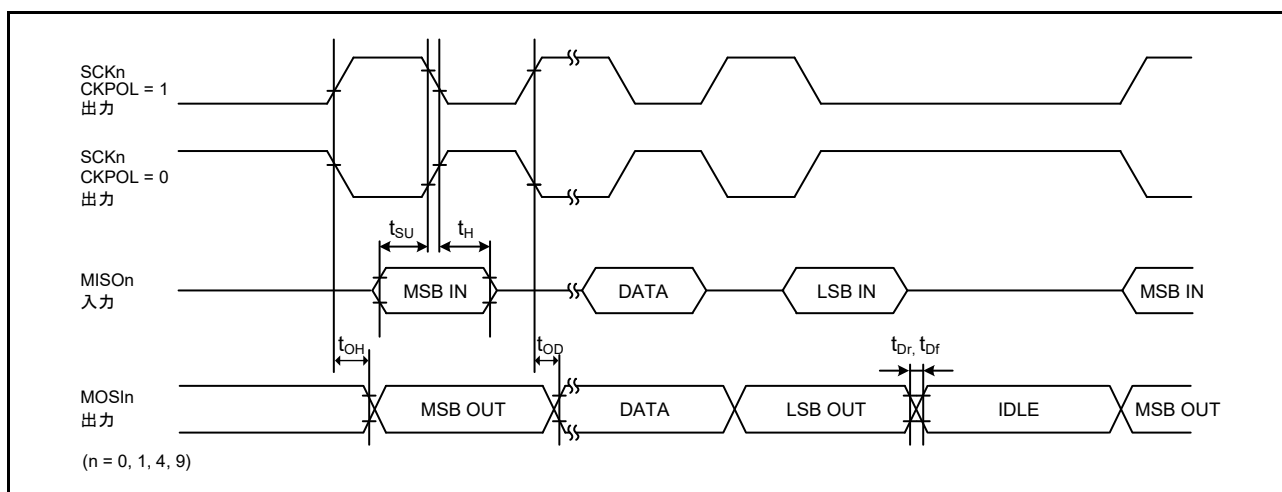 SCKn
CKPOL = 1
出力
SCKn
CKPOL = 0
出力
tSU
tH
MISOn
入力
MSB IN
DATA
LSB IN
MSB IN
tOH
tOD
tDr, tDf
MOSIn
出力
MSB OUT
DATA
LSB OUT
IDLE
MSB OUT
(n = 0, 1, 4, 9)